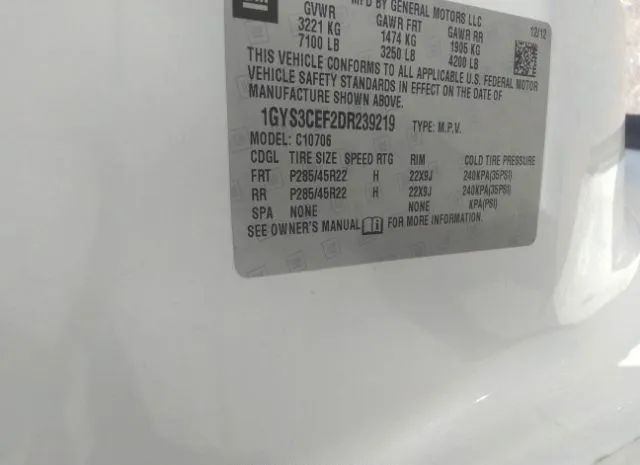 MFD BY GENERAL MOTORS LLC
GVWR GAWR FRT GAWR RR 12/12
3221 KG 1474 KG 1905 KG
7100 LB 3250 LB 4200 LB
THIS VEHICLE CONFORMS TO ALL APPLICABLE U.S. FEDERAL MOTOR
VEHICLE SAFETY STANDARDS IN EFFECT ON THE DATE OF
MANUFACTURE SHOWN ABOVE.
1GYS3CEF2DR239219 TYPE: M.P.V.
MODEL: C10706
CDGL TIRE SIZE SPEED RTG RIM COLD TIRE PRESSURE
FRT P285/45R22 H 22X9J 240KPA(35PSI)
RR P285/45R22 H 22X9J 240KPA(35PSI)
SPA NONE NONE KPA(PSI)
SEE OWNER'S MANUAL FOR MORE INFORMATION.